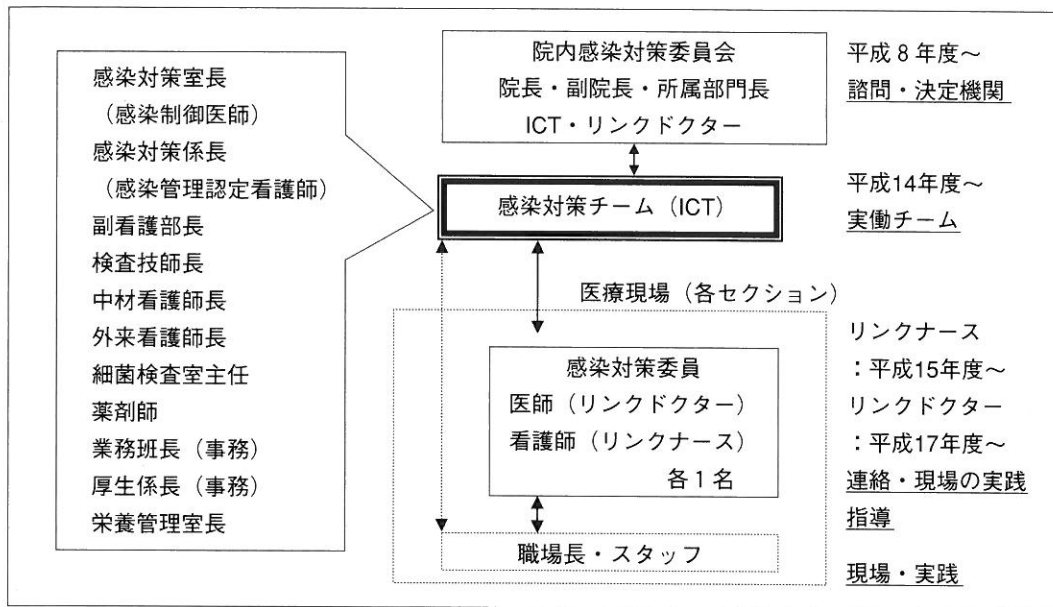 感染対策室長
（感染制御医師）
感染対策係長
（感染管理認定看護師）
副看護部長
検査技師長
中材看護師長
外来看護師長
細菌検査室主任
薬剤師
業務班長（事務）
厚生係長（事務）
栄養管理室長
院内感染対策委員会
院長・副院長・所属部門長
ICT・リンクドクター
平成８年度～
諮問・決定機関
感染対策チーム（ICT）
平成14年度～
実働チーム
医療現場（各セクション）
感染対策委員
医師（リンクドクター）
看護師（リンクナース）
各１名
リンクナース
：平成15年度～
リンクドクター
：平成17年度～
連絡・現場の実践
指導
職場長・スタッフ
現場・実践